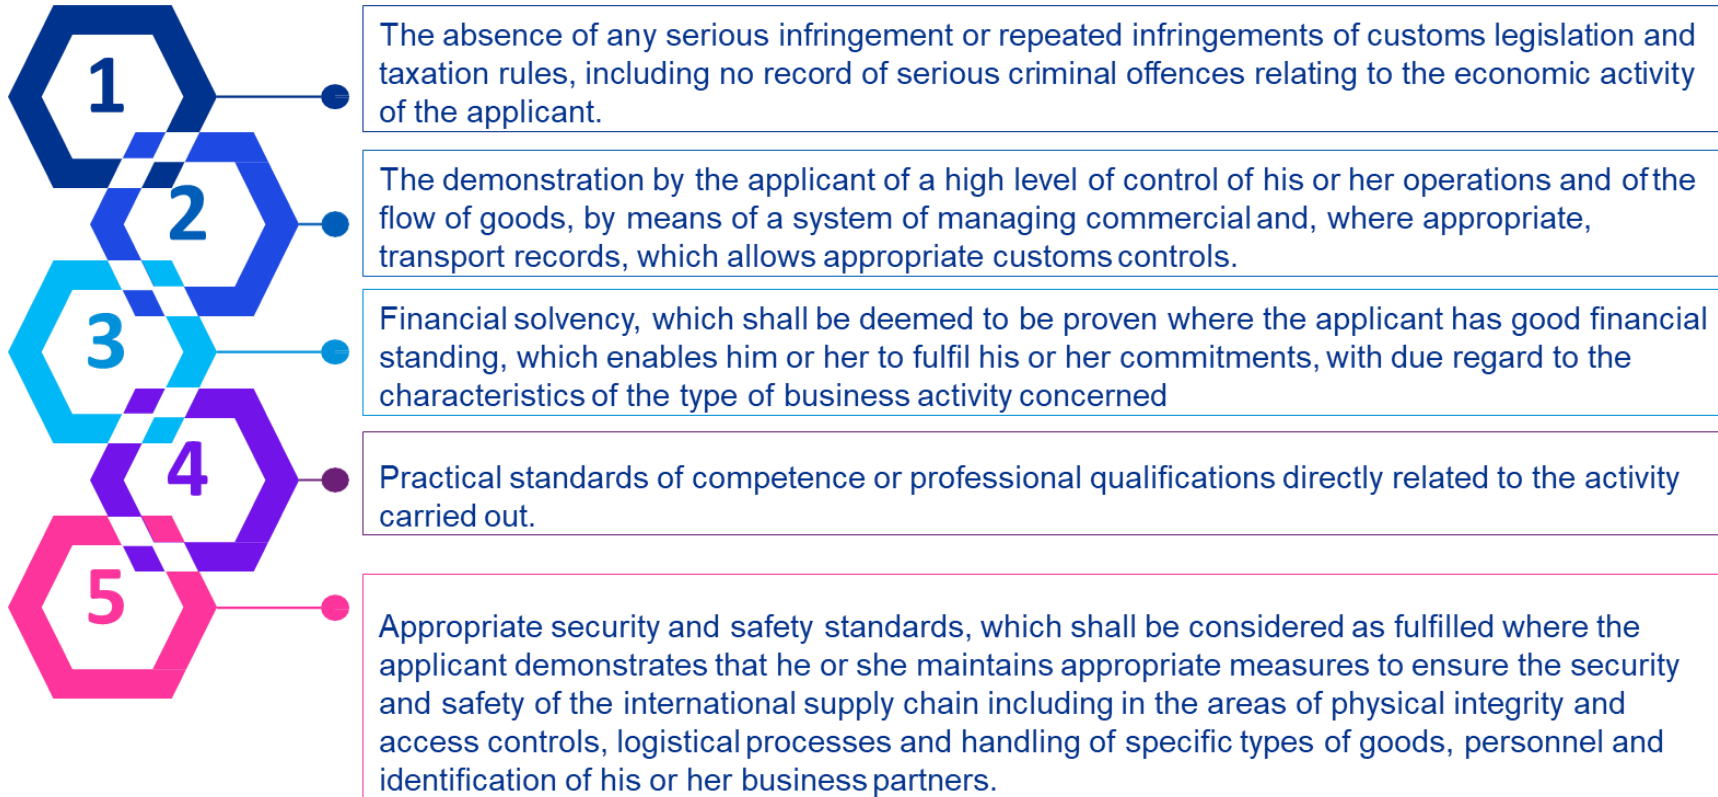 1
The absence of any serious infringement or repeated infringements of customs legislation and
taxation rules, including no record of serious criminal offences relating to the economic activity
of the applicant.
2
The demonstration by the applicant of a high level of control of his or her operations and of the
flow of goods, by means of a system of managing commercial and, where appropriate,
transport records, which allows appropriate customs controls.
3
Financial solvency, which shall be deemed to be proven where the applicant has good financial
standing, which enables him or her to fulfil his or her commitments, with due regard to the
characteristics of the type of business activity concerned
4
Practical standards of competence or professional qualifications directly related to the activity
carried out.
5
Appropriate security and safety standards, which shall be considered as fulfilled where the
applicant demonstrates that he or she maintains appropriate measures to ensure the security
and safety of the international supply chain including in the areas of physical integrity and
access controls, logistical processes and handling of specific types of goods, personnel and
identification of his or her business partners.